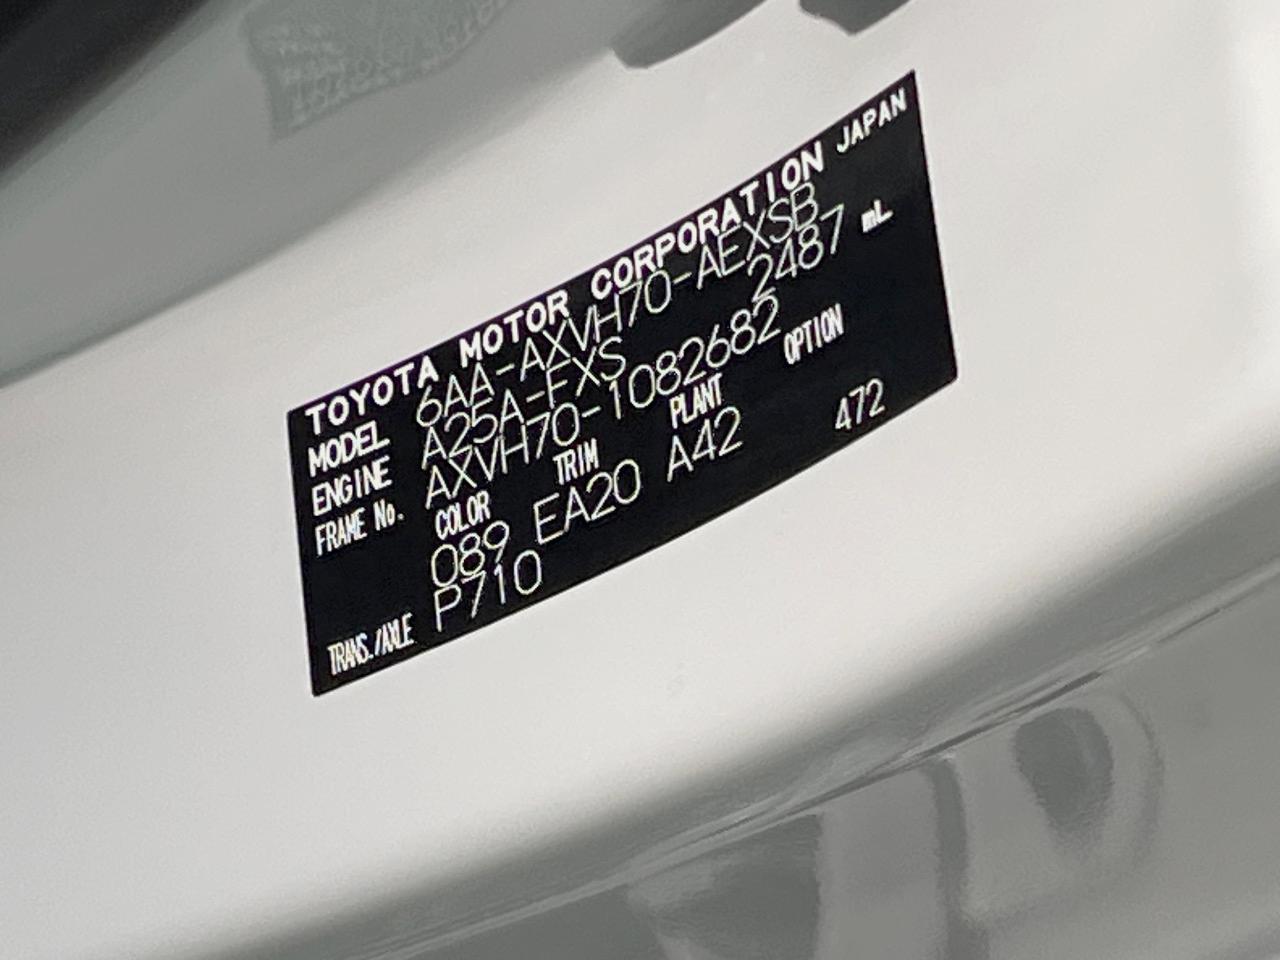 TOYOTA MOTOR CORPORATION JAPAN
MODEL 6AA-AXVH70-AEXSB
ENGINE A25A-FXS 2487 mL
FRAME No. AXVH70-1082682
COLOR TRIM PLANT OPTION
089 EA20 A42 472
TRANS./AXLE P710